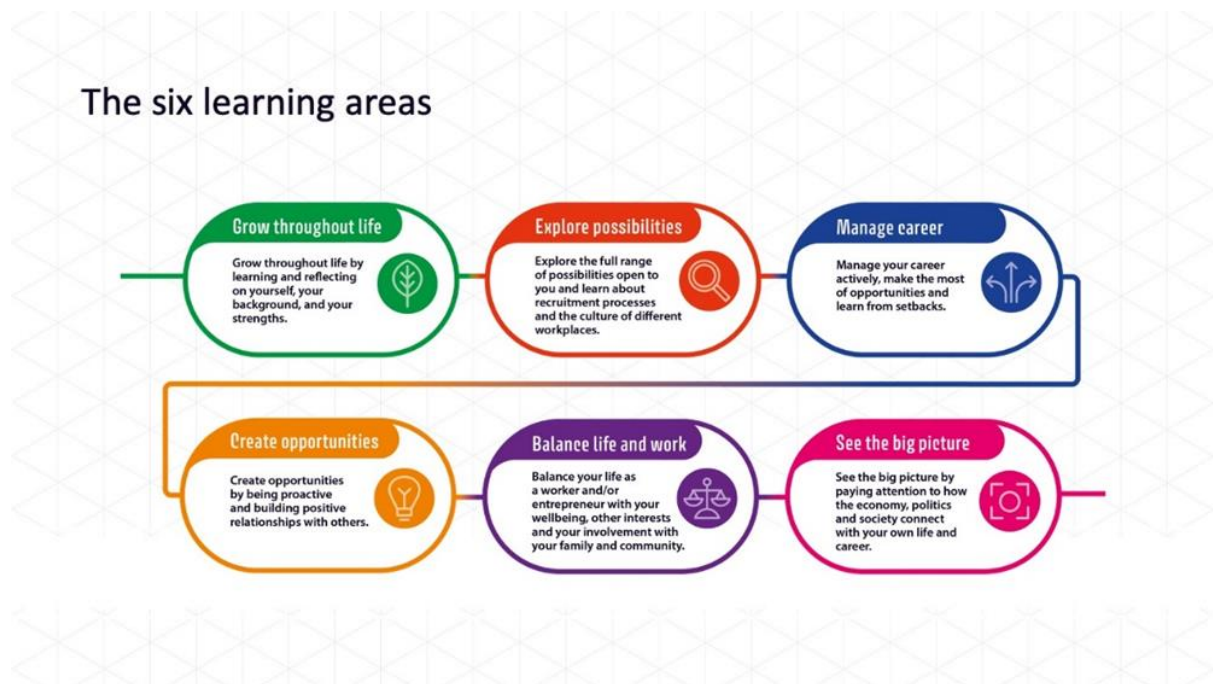 The six learning areas
Grow throughout life
Grow throughout life by
learning and reflecting
on yourself, your
background, and your
strengths.
Explore possibilities
Explore the full range
of possibilities open to
you and learn about
recruitment processes
and the culture of different
workplaces.
Manage career
Manage your career
actively, make the most
of opportunities and
learn from setbacks.
Create opportunities
Create opportunities
by being proactive
and building positive
relationships with others.
Balance life and work
Balance your life as
a worker and/or
entrepreneur with your
wellbeing, other interests
and your involvement with
your family and community.
See the big picture
See the big picture by
paying attention to how
the economy, politics
and society connect
with your own life and
career.